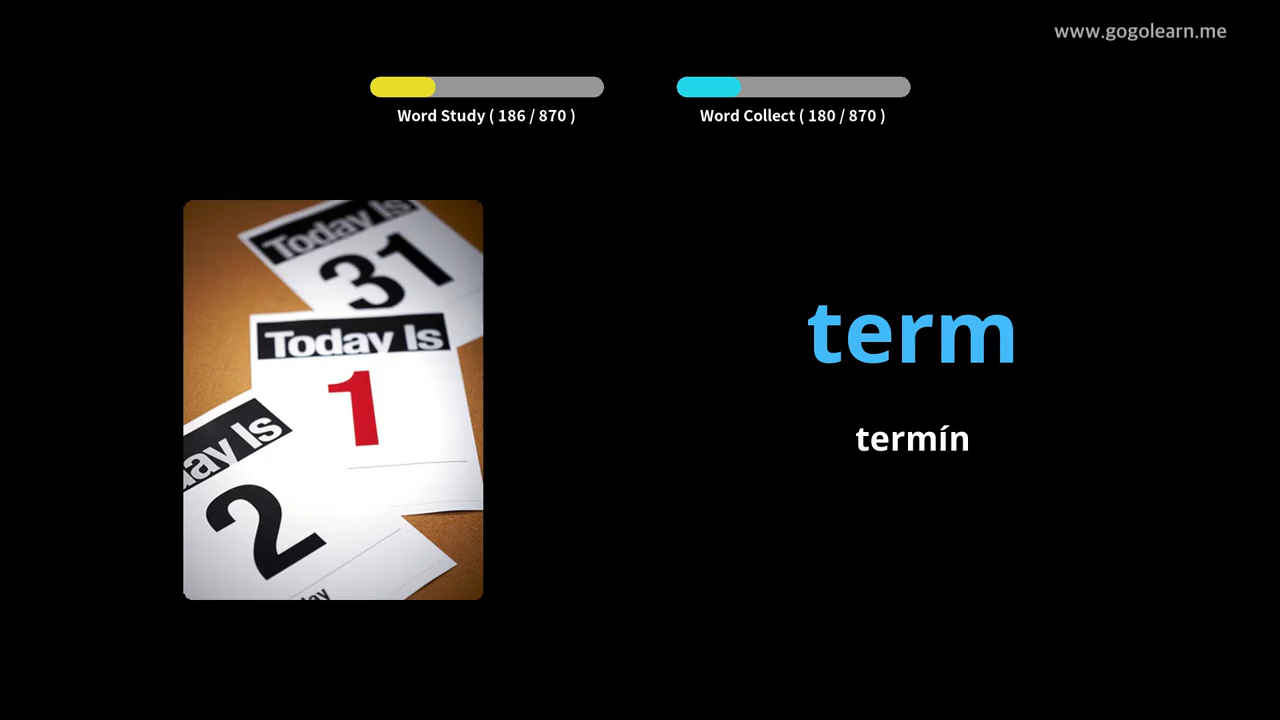 www.gogolearn.me
Word Study ( 186 / 870 )
Word Collect ( 180 / 870 )
Today Is
31
Today Is
1
day Is
2
term
termín